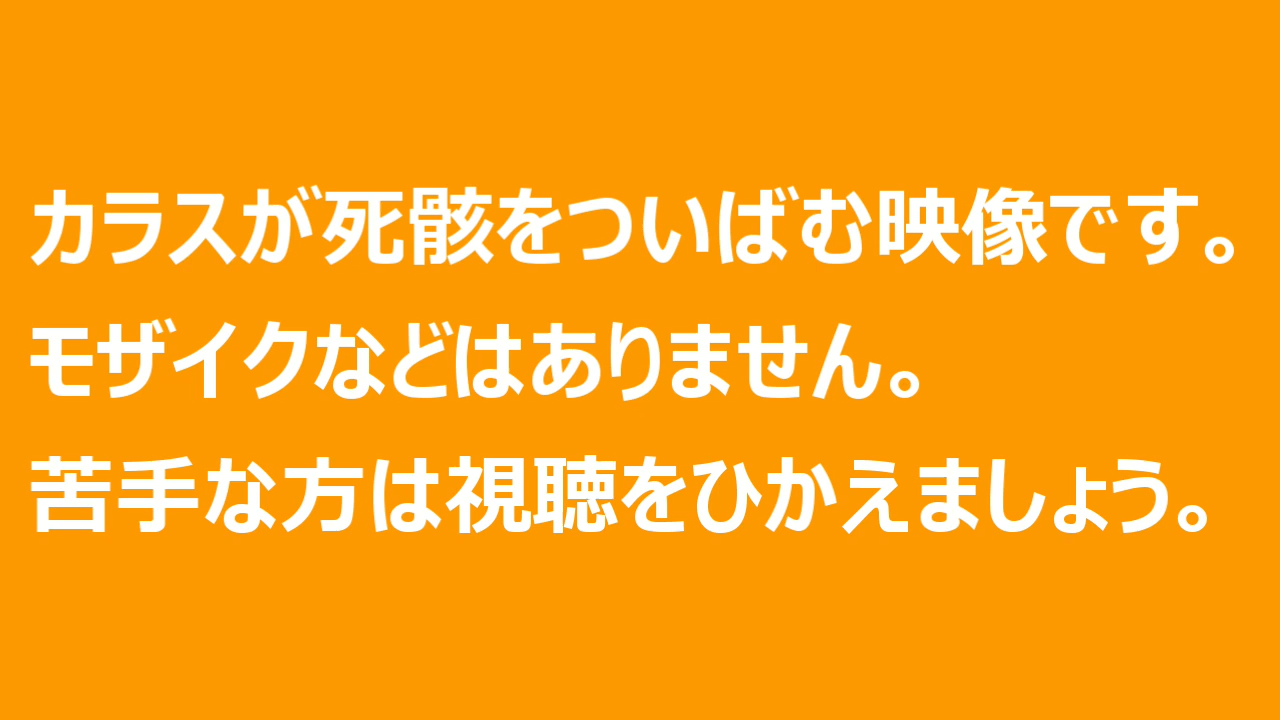 カラスが死骸をついばむ映像です。
モザイクなどはありません。
苦手な方は視聴をひかえましょう。